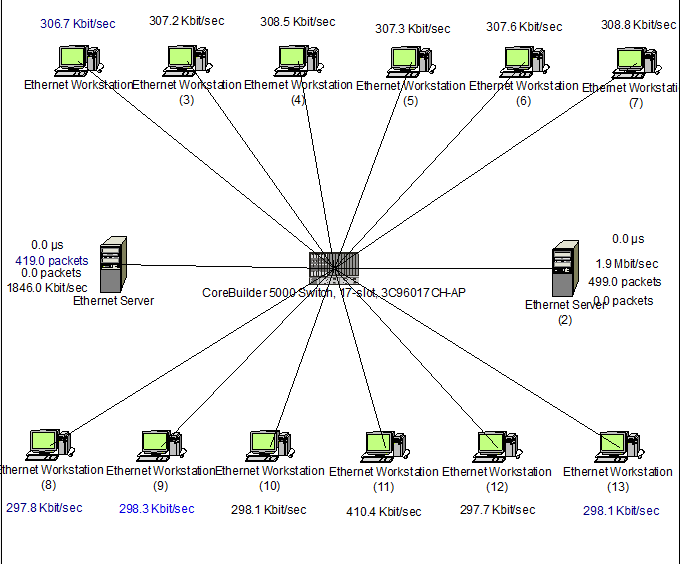 306.7 Kbit/sec 307.2 Kbit/sec 308.5 Kbit/sec 307.3 Kbit/sec 307.6 Kbit/sec 308.8 Kbit/sec
Ethernet Workstation Ethernet Workstation Ethernet Workstation Ethernet Workstation Ethernet Workstation Ethernet Workstati
(3) (4) (5) (6) (7)
0.0 µs
419.0 packets
0.0 packets
1846.0 Kbit/sec
Ethernet Server
CoreBuilder 5000 Switch, 17-slot, 3C96017CH-AP
0.0 µs
1.9 Mbit/sec
499.0 packets
0.0 packets
Ethernet Server
(2)
Ethernet Workstation Ethernet Workstation Ethernet Workstation Ethernet Workstation Ethernet Workstation Ethernet Workstation
(8) (9) (10) (11) (12) (13)
297.8 Kbit/sec 298.3 Kbit/sec 298.1 Kbit/sec 410.4 Kbit/sec 297.7 Kbit/sec 298.1 Kbit/sec